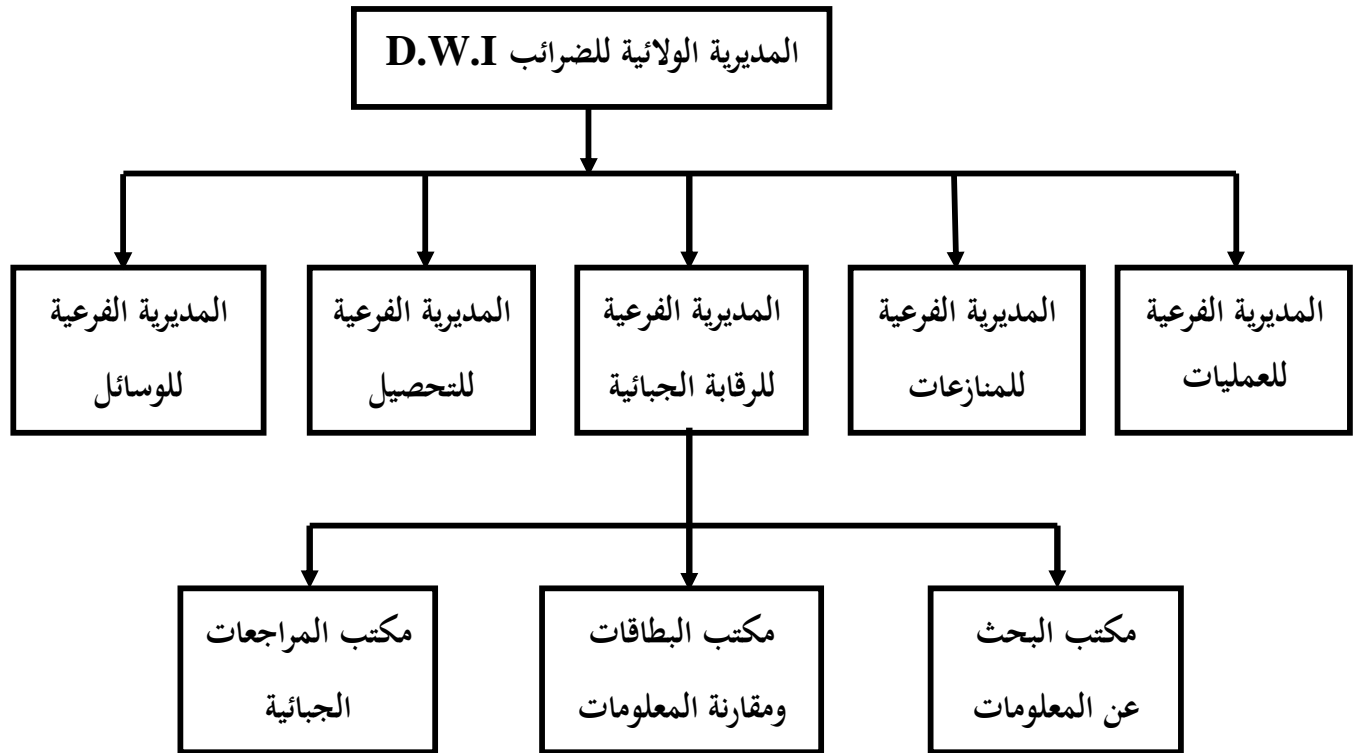 المديرية الولائية للضرائب D.W.I
المديرية الفرعية
للعمليات
المديرية الفرعية
للمنازعات
المديرية الفرعية
للرقابة الجبائية
المديرية الفرعية
للتحصيل
المديرية الفرعية
للوسائل
مكتب البحث
عن المعلومات
مكتب البطاقات
ومقارنة المعلومات
مكتب المراجعات
الجبائية